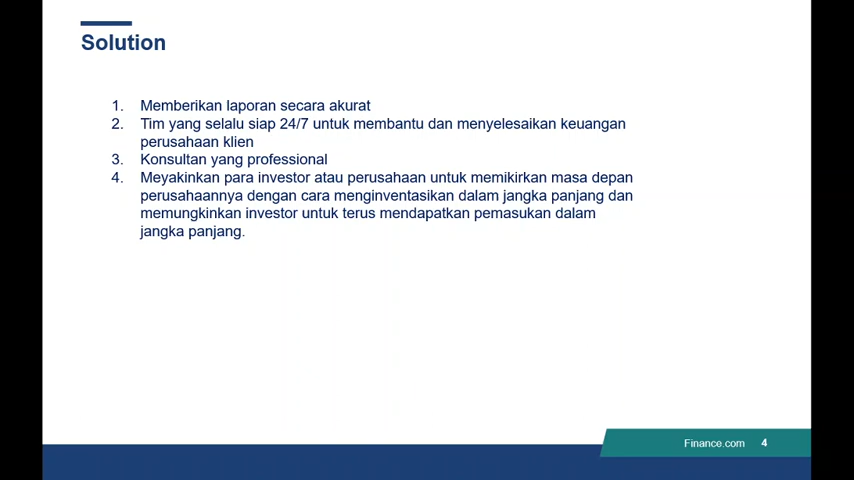 Solution
1. Memberikan laporan secara akurat
2. Tim yang selalu siap 24/7 untuk membantu dan menyelesaikan keuangan
perusahaan klien
3. Konsultan yang professional
4. Meyakinkan para investor atau perusahaan untuk memikirkan masa depan
perusahaannya dengan cara menginventasikan dalam jangka panjang dan
memungkinkan investor untuk terus mendapatkan pemasukan dalam
jangka panjang.
Finance.com 4